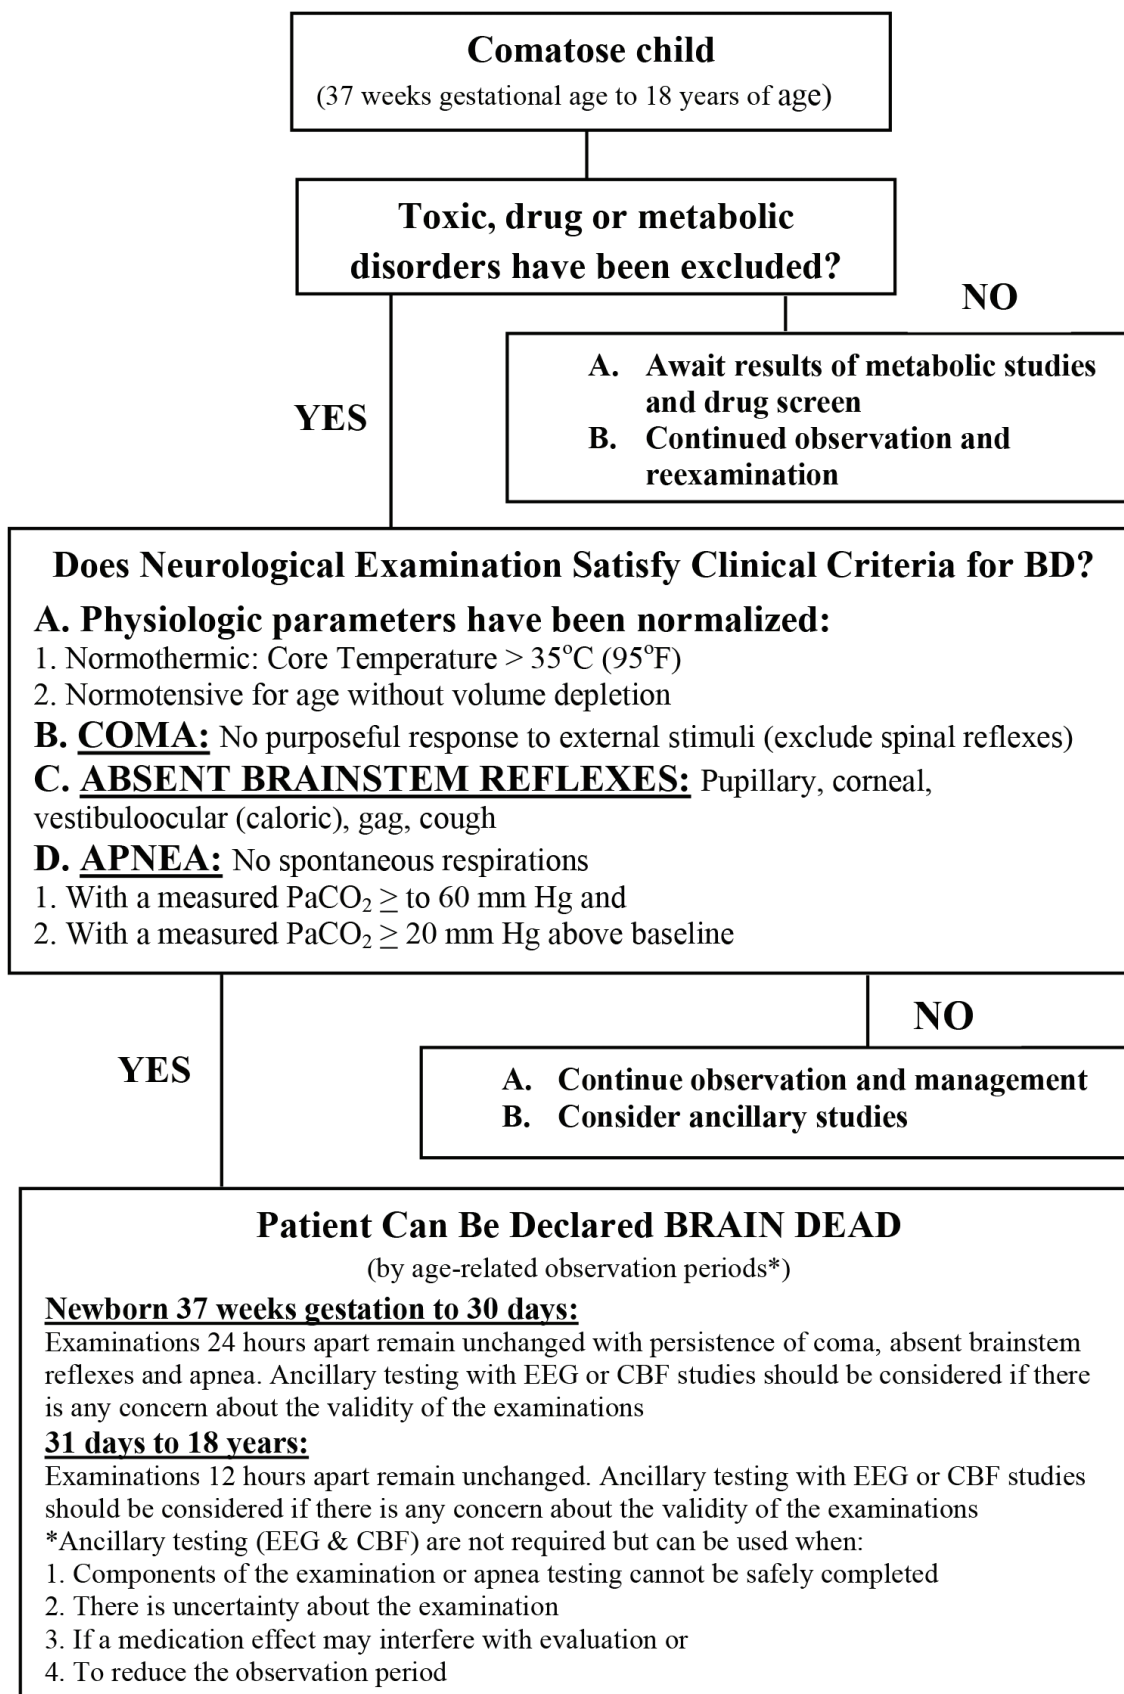 Comatose child
(37 weeks gestational age to 18 years of age)
Toxic, drug or metabolic
disorders have been excluded?
NO
A. Await results of metabolic studies
and drug screen
B. Continued observation and
reexamination
YES
Does Neurological Examination Satisfy Clinical Criteria for BD?
A. Physiologic parameters have been normalized:
1. Normothermic: Core Temperature > 35°C (95°F)
2. Normotensive for age without volume depletion
B. COMA: No purposeful response to external stimuli (exclude spinal reflexes)
C. ABSENT BRAINSTEM REFLEXES: Pupillary, corneal,
vestibuloocular (caloric), gag, cough
D. APNEA: No spontaneous respirations
1. With a measured PaCO₂ ≥ to 60 mm Hg and
2. With a measured PaCO₂ ≥ 20 mm Hg above baseline
NO
YES
A. Continue observation and management
B. Consider ancillary studies
Patient Can Be Declared BRAIN DEAD
(by age-related observation periods*)
Newborn 37 weeks gestation to 30 days:
Examinations 24 hours apart remain unchanged with persistence of coma, absent brainstem
reflexes and apnea. Ancillary testing with EEG or CBF studies should be considered if there
is any concern about the validity of the examinations
31 days to 18 years:
Examinations 12 hours apart remain unchanged. Ancillary testing with EEG or CBF studies
should be considered if there is any concern about the validity of the examinations
*Ancillary testing (EEG & CBF) are not required but can be used when:
1. Components of the examination or apnea testing cannot be safely completed
2. There is uncertainty about the examination
3. If a medication effect may interfere with evaluation or
4. To reduce the observation period